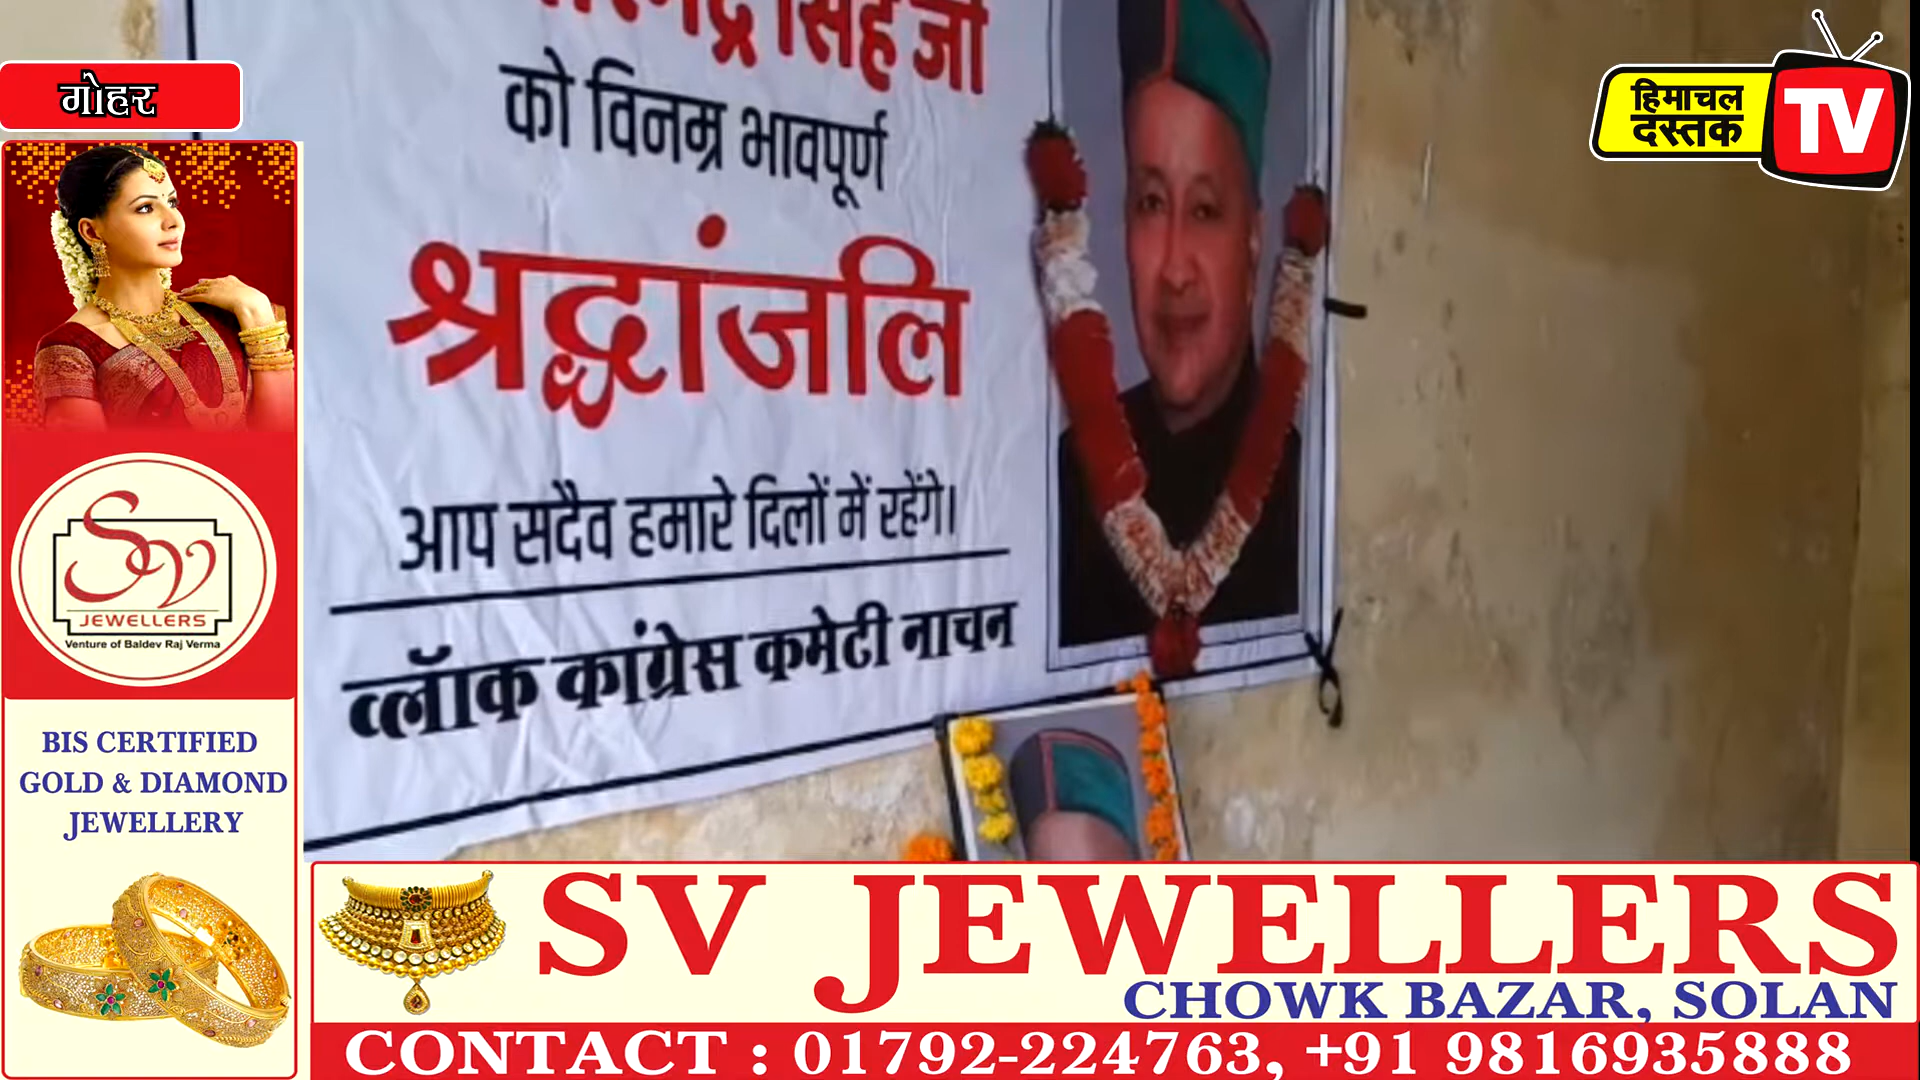 गोहर
हिमाचल
दस्तक
TV
सिंह जी
को विनम्र भावपूर्ण
श्रद्धांजलि
आप सदैव हमारे दिलों में रहेंगे।
ब्लॉक कांग्रेस कमेटी नाचन
SV
JEWELLERS
Venture of Baldev Raj Verma
BIS CERTIFIED
GOLD & DIAMOND
JEWELLERY
SV JEWELLERS
CHOWK BAZAR, SOLAN
CONTACT : 01792-224763, +91 9816935888